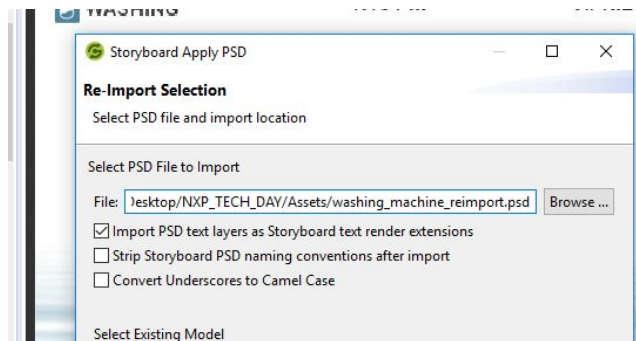 WASHING
Storyboard Apply PSD
Re-Import Selection
Select PSD file and import location
Select PSD File to Import
File: Desktop/NXP_TECH_DAY/Assets/washing_machine_reimport.psd Browse ...
Import PSD text layers as Storyboard text render extensions
Strip Storyboard PSD naming conventions after import
Convert Underscores to Camel Case
Select Existing Model